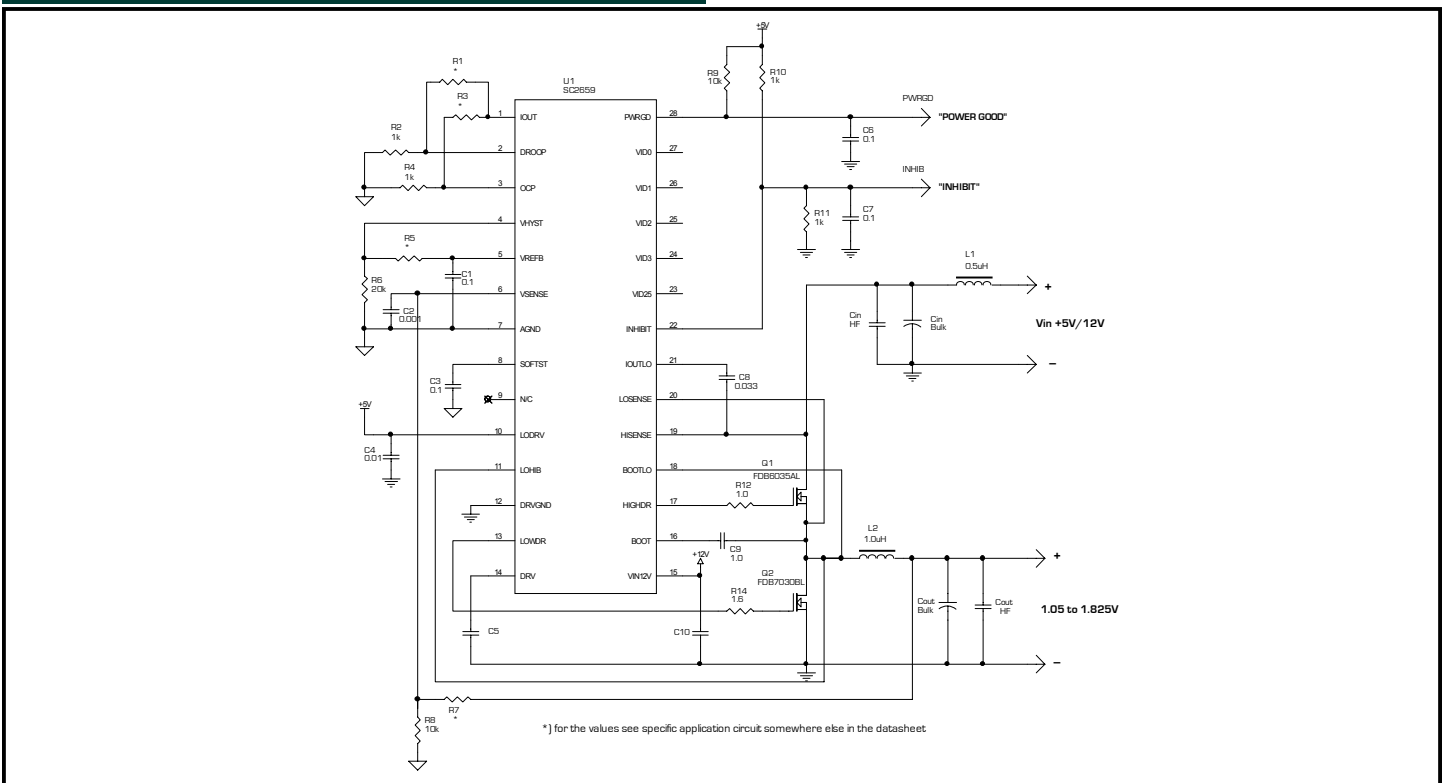 +5V
R1
*
R9
10k
R10
1k
U1
SC2659
R3
*
PWRGD
1 IOUT
PWRGD 28
"POWER GOOD"
R2
1k
C6
0.1
2 DROOP
VID0 27
R4
1k
INHIB
3 OCP
VID1 26
"INHIBIT"
R11
1k
C7
0.1
4 VHYST
VID2 25
R5
*
L1
0.5uH
5 VREFB
VID3 24
C1
0.1
R6
20k
+
6 VSENSE
VID25 23
C2
0.001
Cin
HF
Cin
Bulk
Vin +5V/12V
7 AGND
INHIBIT 22
8 SOFTST
IOUTLO 21
–
C3
0.1
C8
0.033
9 N/C
LOSENSE 20
+5V
10 LODRV
HISENSE 19
C4
0.01
11 LOHIB
BOOTLO 18
Q1
FDB6035AL
R12
1.0
12 DRVGND
HIGHDR 17
L2
1.0uH
13 LOWDR
BOOT 16
C9
1.0
+12V
+
14 DRV
VIN12V 15
Q2
FDB7030BL
R14
1.6
Cout
Bulk
Cout
HF
1.05 to 1.825V
C5
C10
–
R7
*
R8
10k
*) for the values see specific application circuit somewhere else in the datasheet